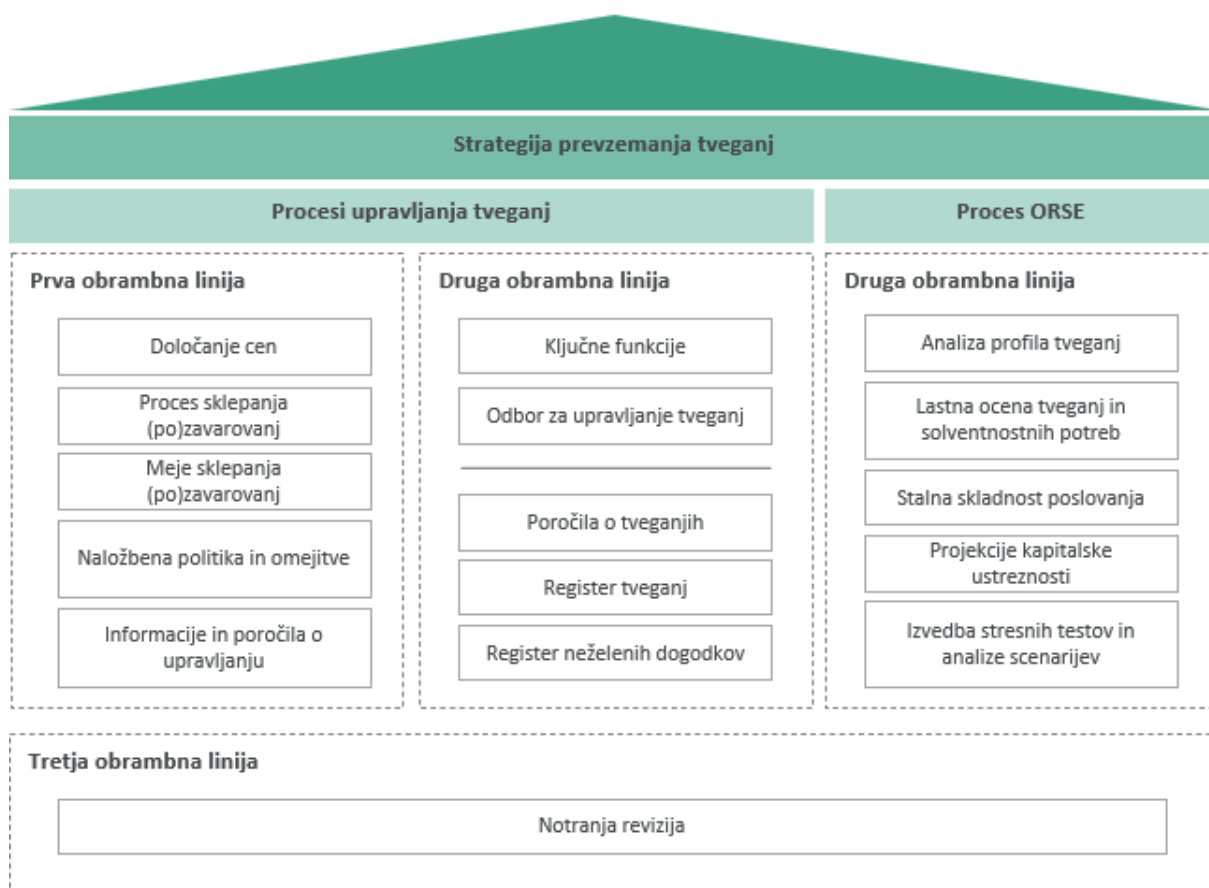 Strategija prevzemanja tveganj
Procesi upravljanja tveganj
Proces ORSE
Prva obrambna linija
Določanje cen
Proces sklepanja
(po)zavarovanj
Meje sklepanja
(po)zavarovanj
Naložbena politika in omejitve
Informacije in poročila o
upravljanju
Druga obrambna linija
Ključne funkcije
Odbor za upravljanje tveganj
Poročila o tveganjih
Register tveganj
Register neželenih dogodkov
Druga obrambna linija
Analiza profila tveganj
Lastna ocena tveganj in
solventnostnih potreb
Stalna skladnost poslovanja
Projekcije kapitalske
ustreznosti
Izvedba stresnih testov in
analize scenarijev
Tretja obrambna linija
Notranja revizija